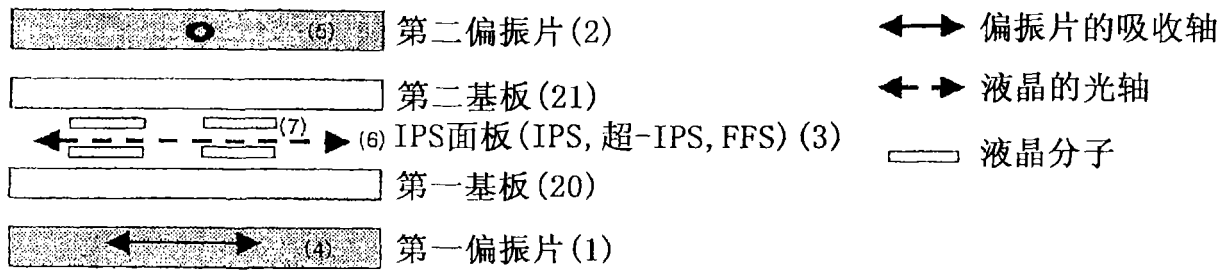 (5) 第二偏振片(2)
第二基板(21)
(7)
(6) IPS面板(IPS,超-IPS,FFS)(3)
第一基板(20)
(4) 第一偏振片(1)
偏振片的吸收轴
液晶的光轴
液晶分子